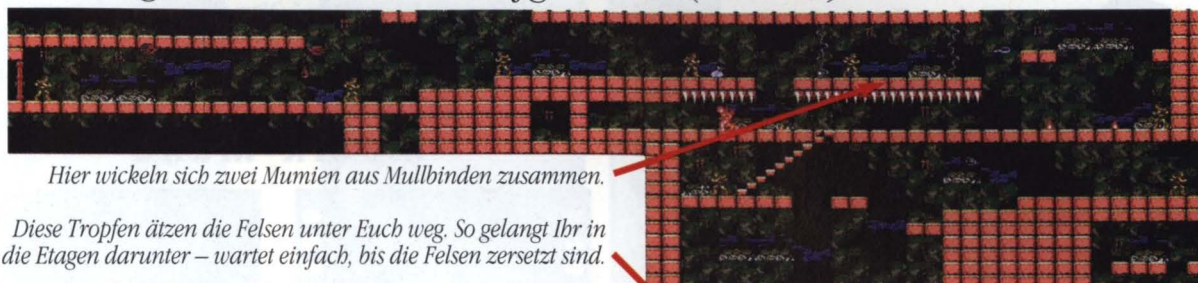 Hier wickeln sich zwei Mumien aus Mullbinden zusammen.
Diese Tropfen ätzen die Felsen unter Euch weg. So gelangt Ihr in
die Etagen darunter – wartet einfach, bis die Felsen zersetzt sind.